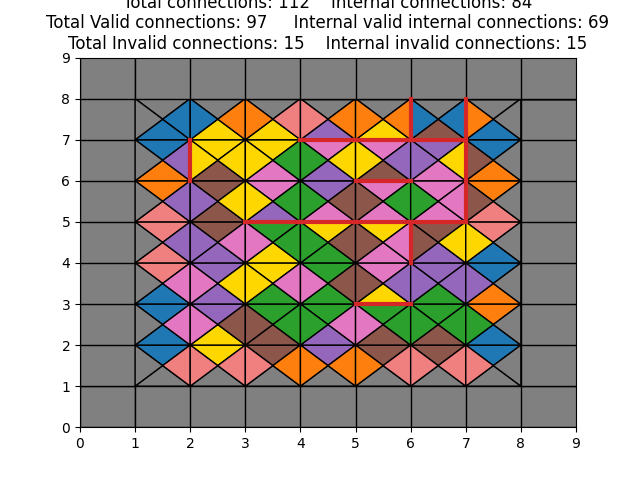 Total connections: 112    Internal connections: 84
Total Valid connections: 97     Internal valid internal connections: 69
Total Invalid connections: 15    Internal invalid connections: 15
9
8
7
6
5
4
3
2
1
0
0 1 2 3 4 5 6 7 8 9